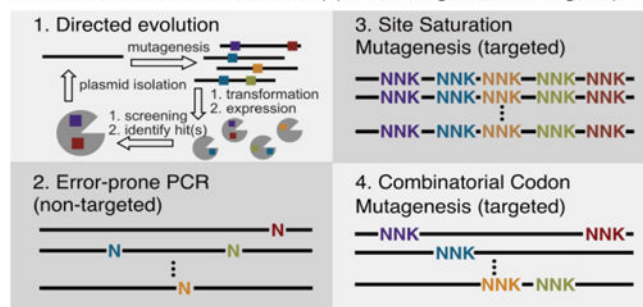 1. Directed evolution
mutagenesis
plasmid isolation
1. transformation
2. expression
1. screening
2. identify hit(s)
2. Error-prone PCR
(non-targeted)
N
N N
N
3. Site Saturation
Mutagenesis (targeted)
NNK NNK NNK NNK NNK
NNK NNK NNK NNK NNK
NNK NNK NNK NNK NNK
4. Combinatorial Codon
Mutagenesis (targeted)
NNK NNK
NNK
NNK NNK